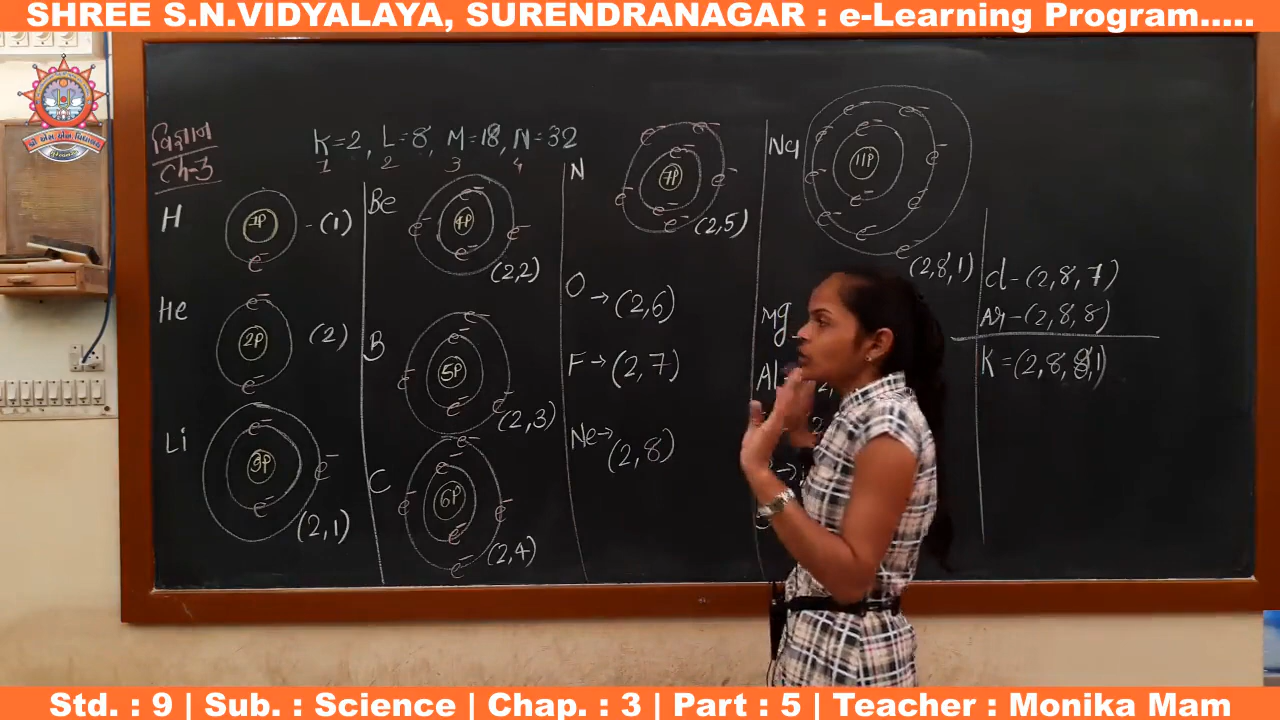 SHREE S.N.VIDYALAYA, SURENDRANAGAR : e-Learning Program.....
विज्ञान
Ch-3
K=2, L=8, M=18, N=32
1 2 3 4
H
1P
e⁻
-(1)
He
e⁻
2P
e⁻
(2)
Li
e⁻
3P
e⁻
e⁻
(2,1)
Be
e⁻
e⁻
4P
e⁻
e⁻
(2,2)
B
e⁻
e⁻
e⁻
5P
e⁻
e⁻
(2,3)
C
e⁻
e⁻
e⁻
6P
e⁻
e⁻
e⁻
(2,4)
N
e⁻
e⁻
e⁻
7P
e⁻
e⁻
e⁻
e⁻
(2,5)
O → (2,6)
F → (2,7)
Ne → (2,8)
Na
e⁻
e⁻
e⁻
e⁻
11P
e⁻
e⁻
e⁻
e⁻
e⁻
e⁻
e⁻
(2,8,1)
Mg
Al
Cl - (2,8,7)
Ar - (2,8,8)
K = (2,8,8,1)
Std. : 9 | Sub. : Science | Chap. : 3 | Part : 5 | Teacher : Monika Mam